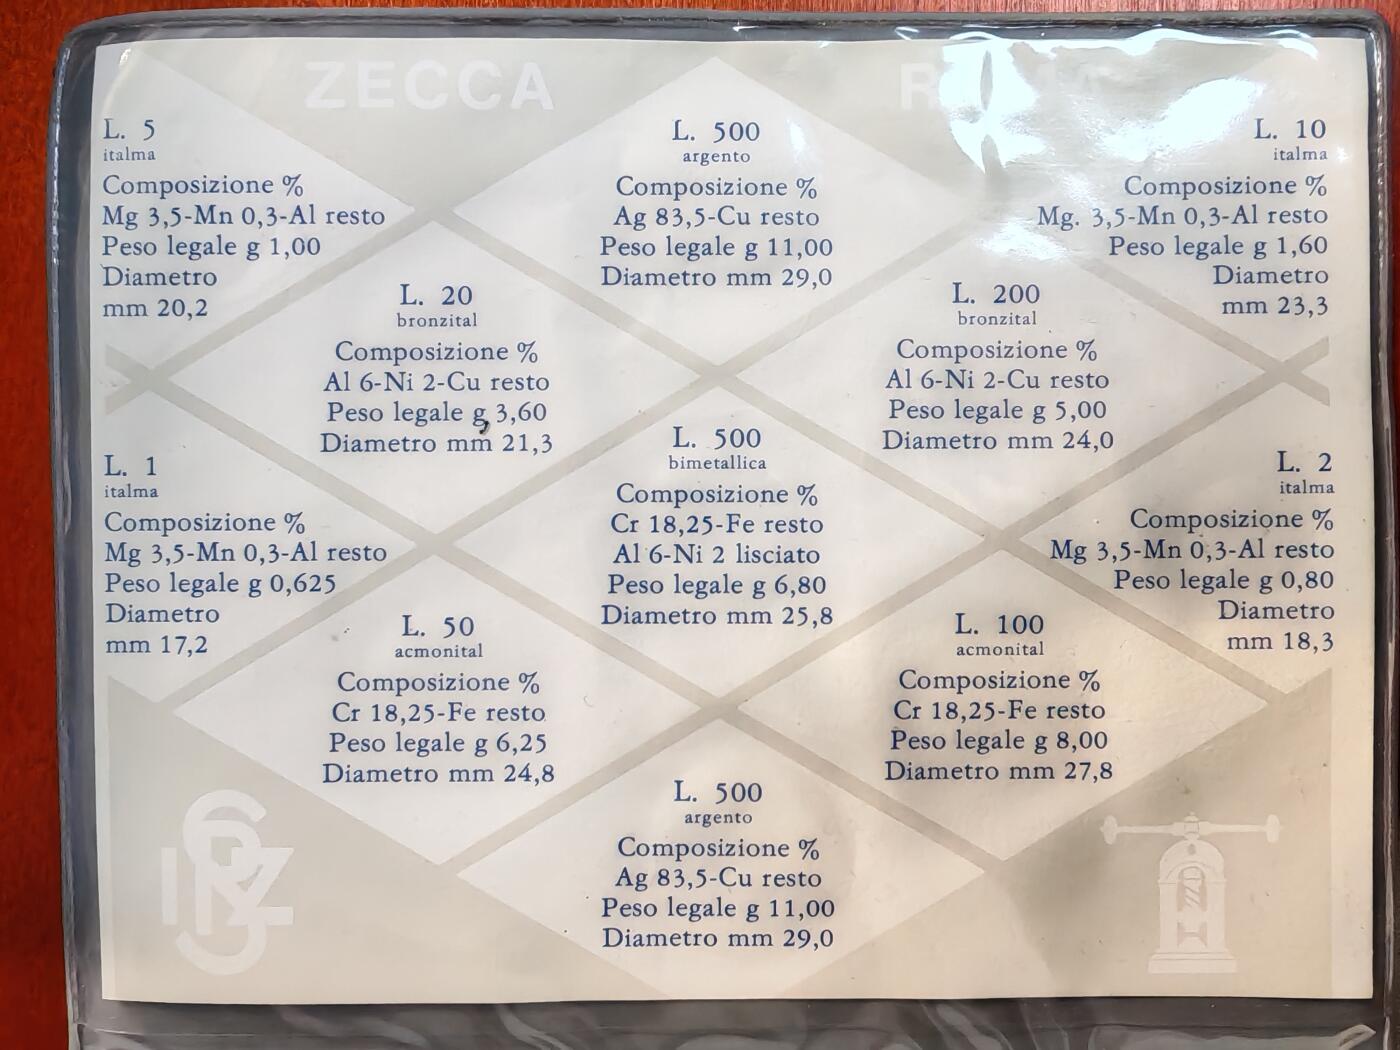 ZECCA
L. 5
italma
Composizione %
Mg 3,5-Mn 0,3-Al resto
Peso legale g 1,00
Diametro
mm 20,2
L. 500
argento
Composizione %
Ag 83,5-Cu resto
Peso legale g 11,00
Diametro mm 29,0
L. 10
italma
Composizione %
Mg. 3,5-Mn 0,3-Al resto
Peso legale g 1,60
Diametro
mm 23,3
L. 20
bronzital
Composizione %
Al 6-Ni 2-Cu resto
Peso legale g 3,60
Diametro mm 21,3
L. 200
bronzital
Composizione %
Al 6-Ni 2-Cu resto
Peso legale g 5,00
Diametro mm 24,0
L. 1
italma
Composizione %
Mg 3,5-Mn 0,3-Al resto
Peso legale g 0,625
Diametro
mm 17,2
L. 500
bimetallica
Composizione %
Cr 18,25-Fe resto
Al 6-Ni 2 lisciato
Peso legale g 6,80
Diametro mm 25,8
L. 2
italma
Composizione %
Mg 3,5-Mn 0,3-Al resto
Peso legale g 0,80
Diametro
mm 18,3
L. 50
acmonital
Composizione %
Cr 18,25-Fe resto
Peso legale g 6,25
Diametro mm 24,8
L. 100
acmonital
Composizione %
Cr 18,25-Fe resto
Peso legale g 8,00
Diametro mm 27,8
L. 500
argento
Composizione %
Ag 83,5-Cu resto
Peso legale g 11,00
Diametro mm 29,0